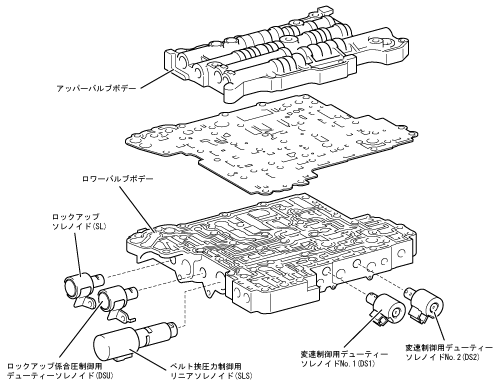 アッパーバルブボデー
ロワーバルブボデー
ロックアップ
ソレノイド(SL)
ロックアップ係合圧制御用
デューティーソレノイド(DSU)
ベルト挟圧力制御用
リニアソレノイド(SLS)
変速制御用デューティー
ソレノイドNo.1(DS1)
変速制御用デューティー
ソレノイドNo.2(DS2)